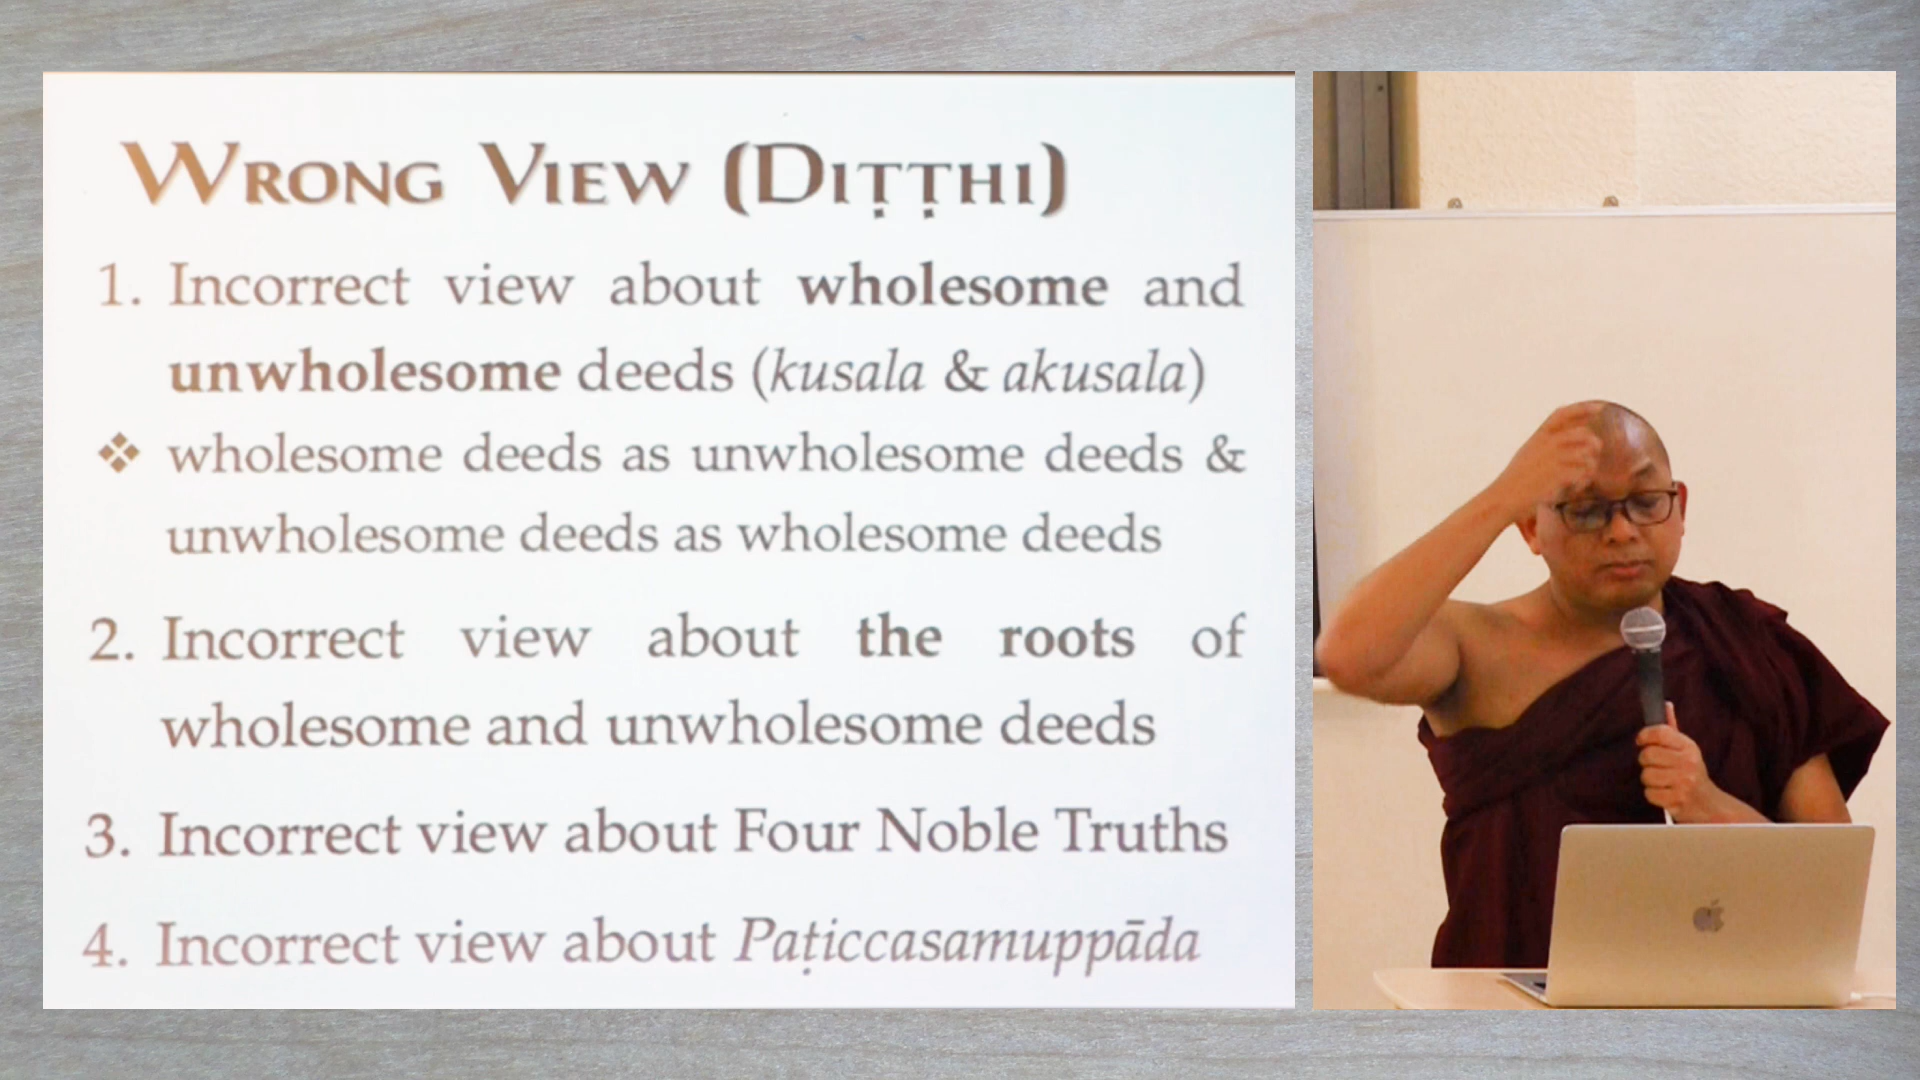 WRONG VIEW (DIṬṬHI)
1. Incorrect view about wholesome and
unwholesome deeds (kusala & akusala)
❖ wholesome deeds as unwholesome deeds &
unwholesome deeds as wholesome deeds
2. Incorrect view about the roots of
wholesome and unwholesome deeds
3. Incorrect view about Four Noble Truths
4. Incorrect view about Paṭiccasamuppāda